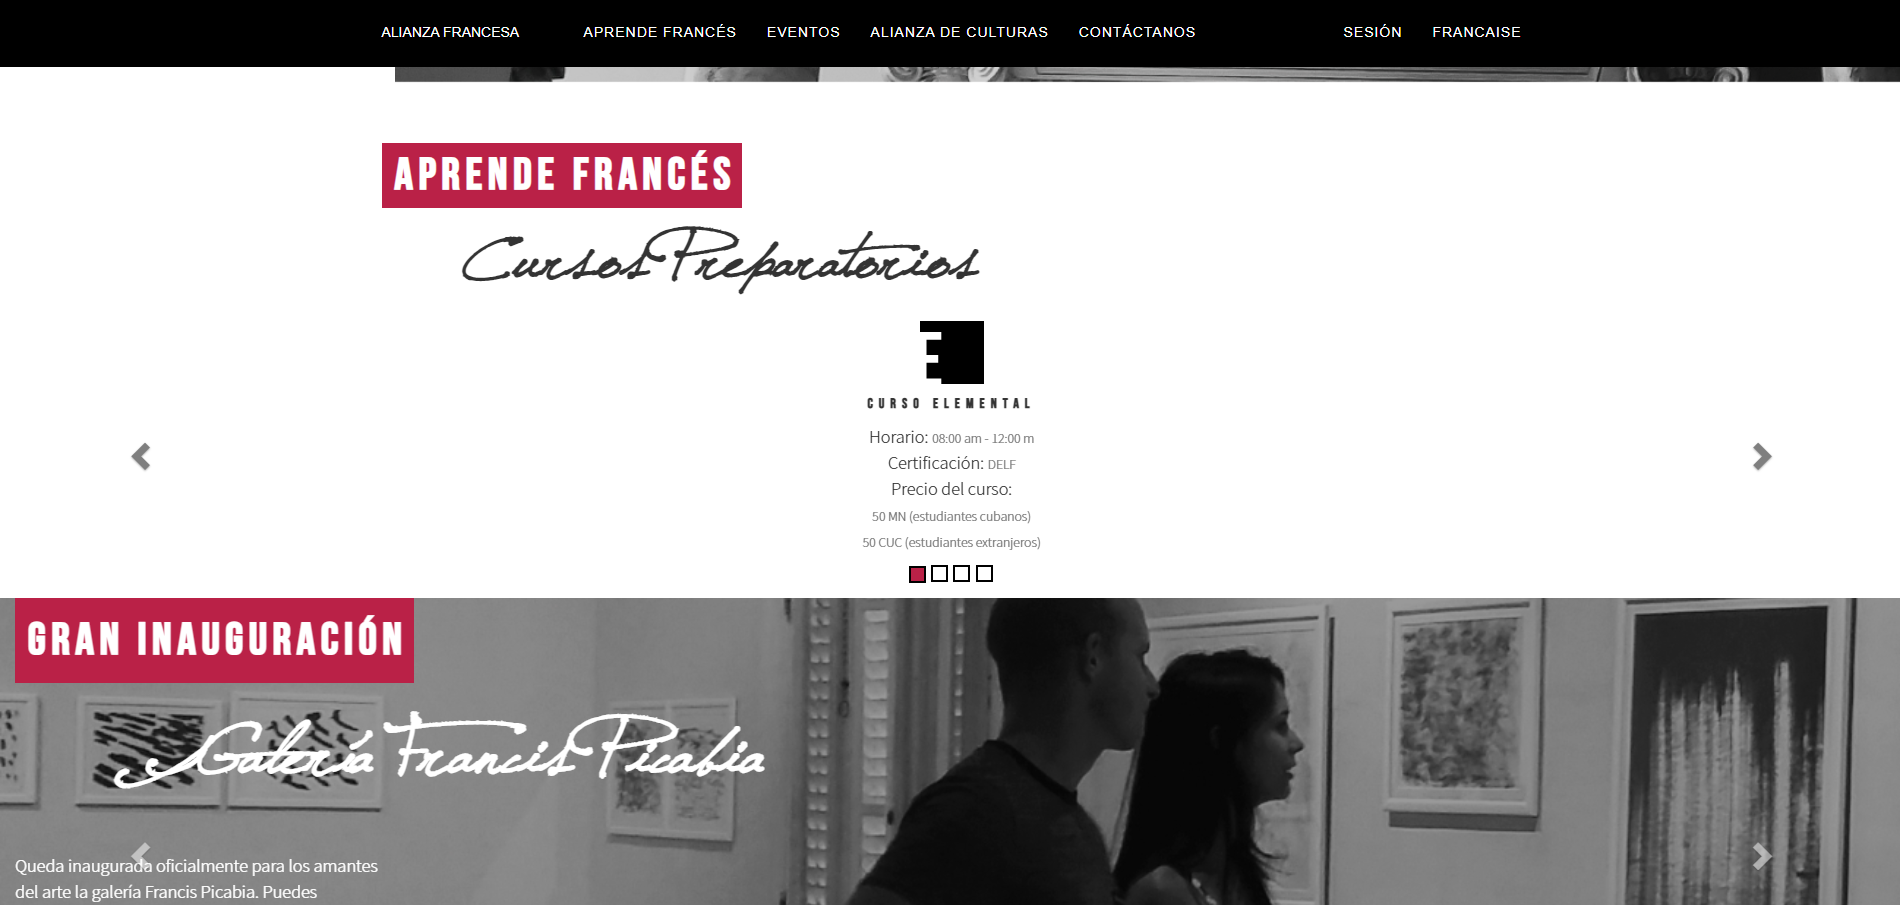 ALIANZA FRANCESA APRENDE FRANCÉS EVENTOS ALIANZA DE CULTURAS CONTÁCTANOS SESIÓN FRANCAISE
APRENDE FRANCÉS
Cursos Preparatorios
CURSO ELEMENTAL
Horario: 08:00 am - 12:00 m
Certificación: DELF
Precio del curso:
50 MN (estudiantes cubanos)
50 CUC (estudiantes extranjeros)
GRAN INAUGURACIÓN
Galería Francis Picabia
Queda inaugurada oficialmente para los amantes
del arte la galería Francis Picabia. Puedes